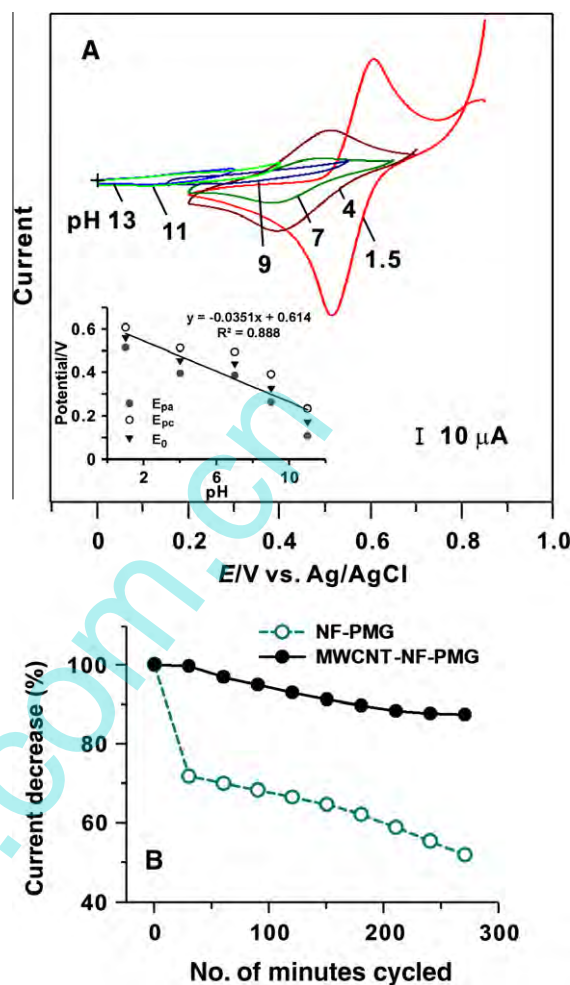 A
Current
pH 13
11
9
7
4
1.5
y = -0.0351x + 0.614
R² = 0.888
Potential/V
0.6
0.4
0.2
0
Epa
Epc
E0
2
6
10
pH
10 µA
0
0.2
0.4
0.6
0.8
1.0
E/V vs. Ag/AgCl
NF-PMG
MWCNT-NF-PMG
Current decrease (%)
100
80
60
40
B
0
100
200
300
No. of minutes cycled
.com.cn